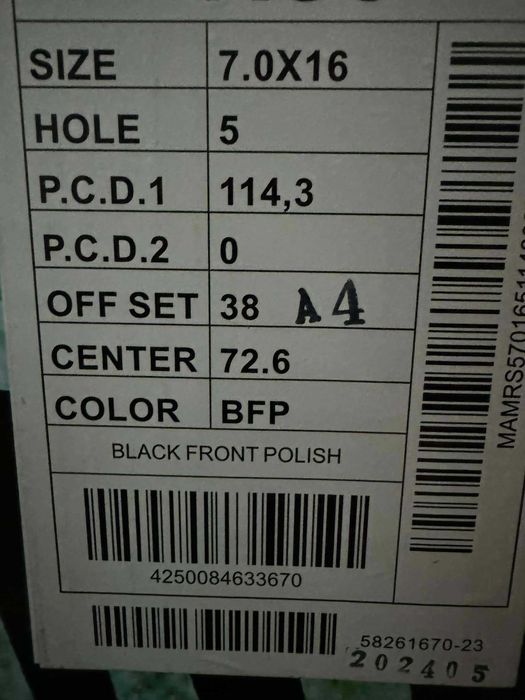 SIZE 7.0X16
HOLE 5
P.C.D.1 114,3
P.C.D.2 0
OFF SET 38 A4
CENTER 72.6
COLOR BFP
BLACK FRONT POLISH
4250084633670
58261670-23
202405